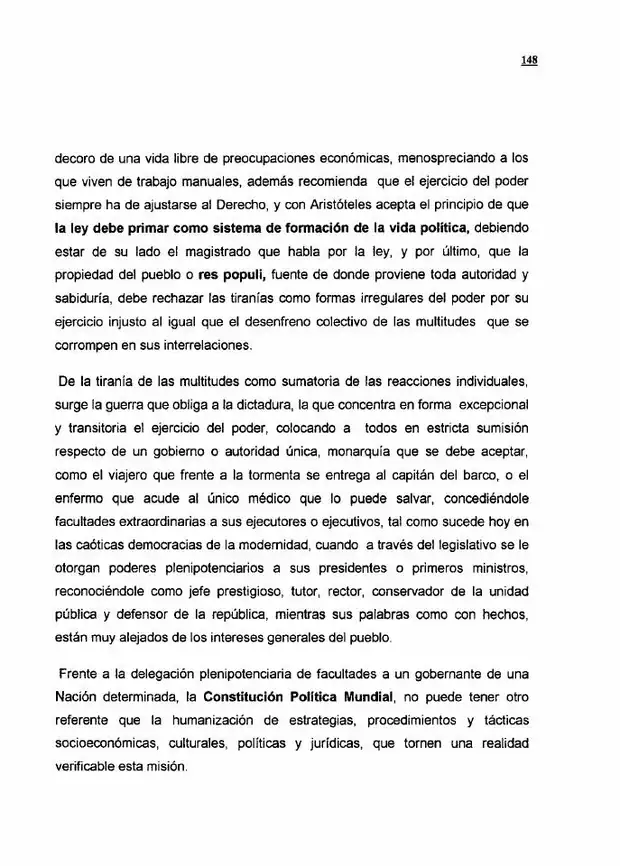 148
decoro de una vida libre de preocupaciones económicas, menospreciando a los
que viven de trabajo manuales, además recomienda que el ejercicio del poder
siempre ha de ajustarse al Derecho, y con Aristóteles acepta el principio de que
la ley debe primar como sistema de formación de la vida política, debiendo
estar de su lado el magistrado que habla por la ley, y por último, que la
propiedad del pueblo o res populi, fuente de donde proviene toda autoridad y
sabiduría, debe rechazar las tiranías como formas irregulares del poder por su
ejercicio injusto al igual que el desenfreno colectivo de las multitudes que se
corrompen en sus interrelaciones.
De la tiranía de las multitudes como sumatoria de las reacciones individuales,
surge la guerra que obliga a la dictadura, la que concentra en forma excepcional
y transitoria el ejercicio del poder, colocando a todos en estricta sumisión
respecto de un gobierno o autoridad única, monarquía que se debe aceptar,
como el viajero que frente a la tormenta se entrega al capitán del barco, o el
enfermo que acude al único médico que lo puede salvar, concediéndole
facultades extraordinarias a sus ejecutores o ejecutivos, tal como sucede hoy en
las caóticas democracias de la modernidad, cuando a través del legislativo se le
otorgan poderes plenipotenciarios a sus presidentes o primeros ministros,
reconociéndole como jefe prestigioso, tutor, rector, conservador de la unidad
pública y defensor de la república, mientras sus palabras como con hechos,
están muy alejados de los intereses generales del pueblo.
Frente a la delegación plenipotenciaria de facultades a un gobernante de una
Nación determinada, la Constitución Política Mundial, no puede tener otro
referente que la humanización de estrategias, procedimientos y tácticas
socioeconómicas, culturales, políticas y jurídicas, que tornen una realidad
verificable esta misión.